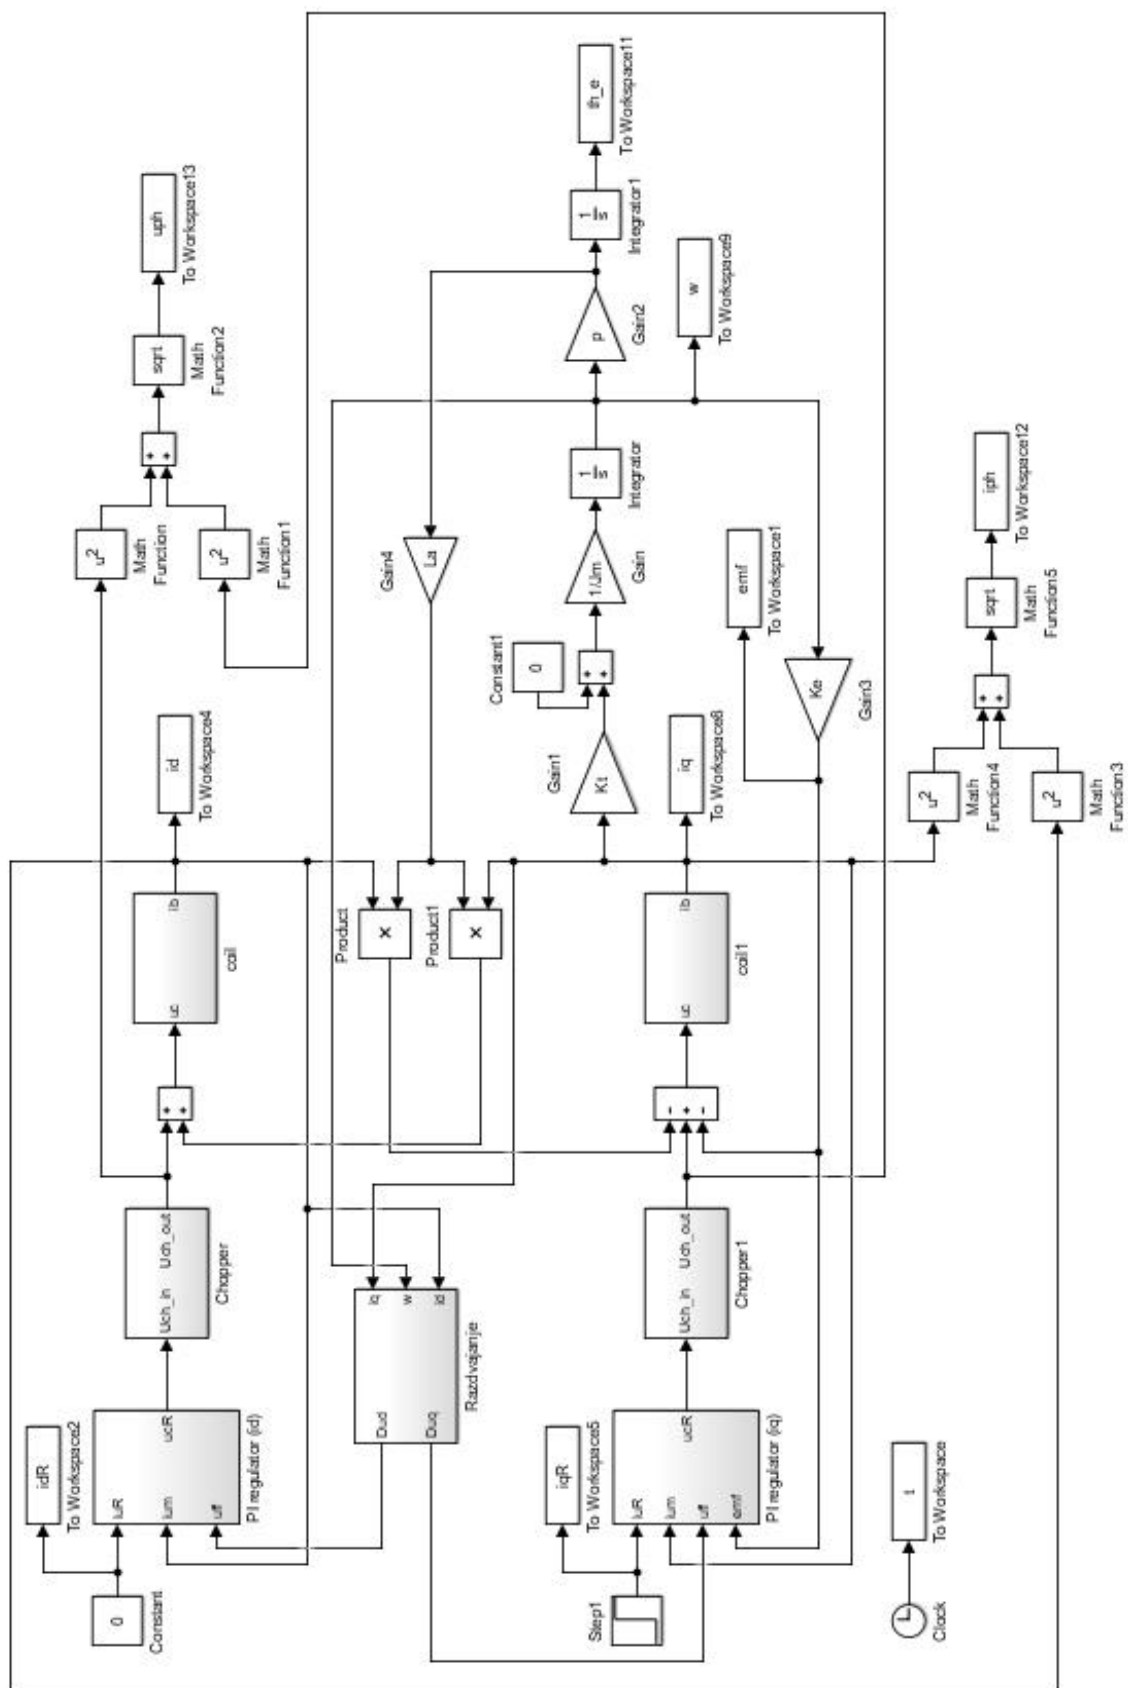 0
Constant
idR
To Workspace2
iuR
ium
uff
ucR
PI regulator (id)
Uch_in
Uch_out
Chopper
+
+
uc
ib
coil
id
To Workspace4
u²
Math
Function
u²
Math
Function1
+
+
sqrt
Math
Function2
uph
To Workspace13
Dud
Duq
iq
w
id
Razdvajanje
×
Product
×
Product1
La
Gain4
Step1
iqR
To Workspace5
iuR
ium
uff
emf
ucR
PI regulator (iq)
Uch_in
Uch_out
Chopper1
−
+
−
uc
ib
coil1
iq
To Workspace6
Kt
Gain1
0
Constant1
+
+
1/Jm
Gain
1
s
Integrator
p
Gain2
1
s
Integrator1
th_e
To Workspace11
w
To Workspace9
emf
To Workspace1
Ke
Gain3
Clock
t
To Workspace
u²
Math
Function4
u²
Math
Function3
+
+
sqrt
Math
Function5
iph
To Workspace12